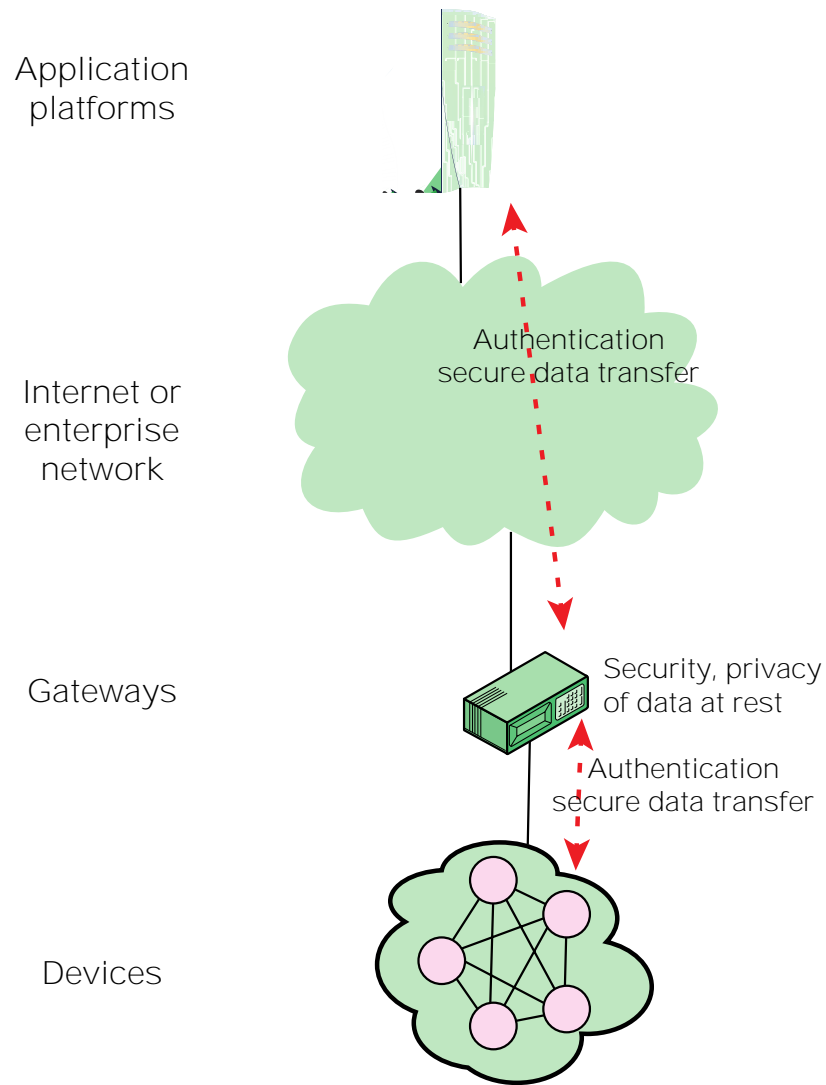 Application
platforms
Authentication
secure data transfer
Internet or
enterprise
network
Gateways
Security, privacy
of data at rest
Authentication
secure data transfer
Devices